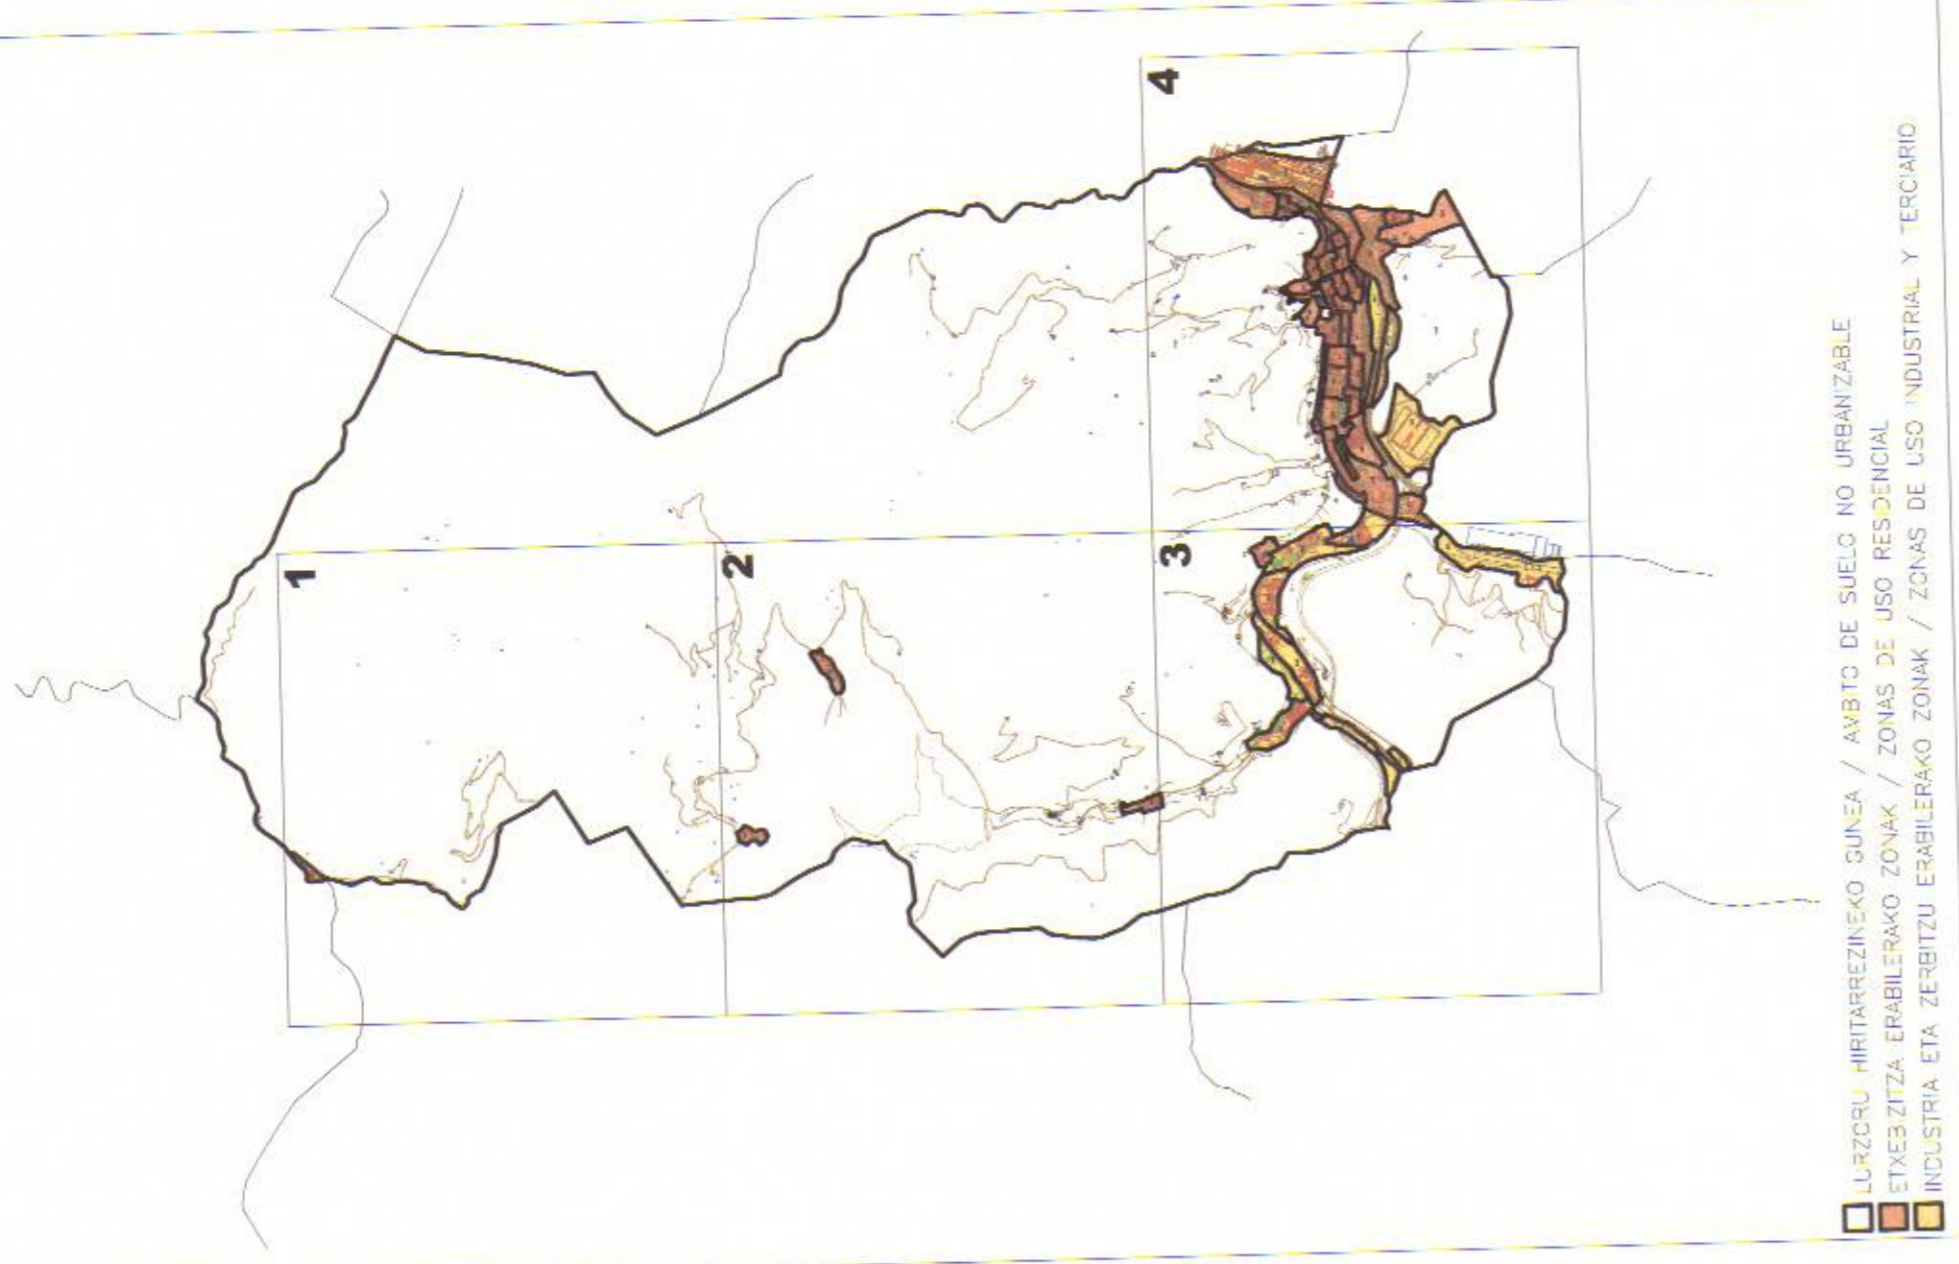 1
2
3
4
LURZORU HIRITARREZINEKO GUNEA / AMBITO DE SUELO NO URBANIZABLE
ETXEBIZITZA ERABILERAKO ZONAK / ZONAS DE USO RESIDENCIAL
INDUSTRIA ETA ZERBITZU ERABILERAKO ZONAK / ZONAS DE USO INDUSTRIAL Y TERCIARIO